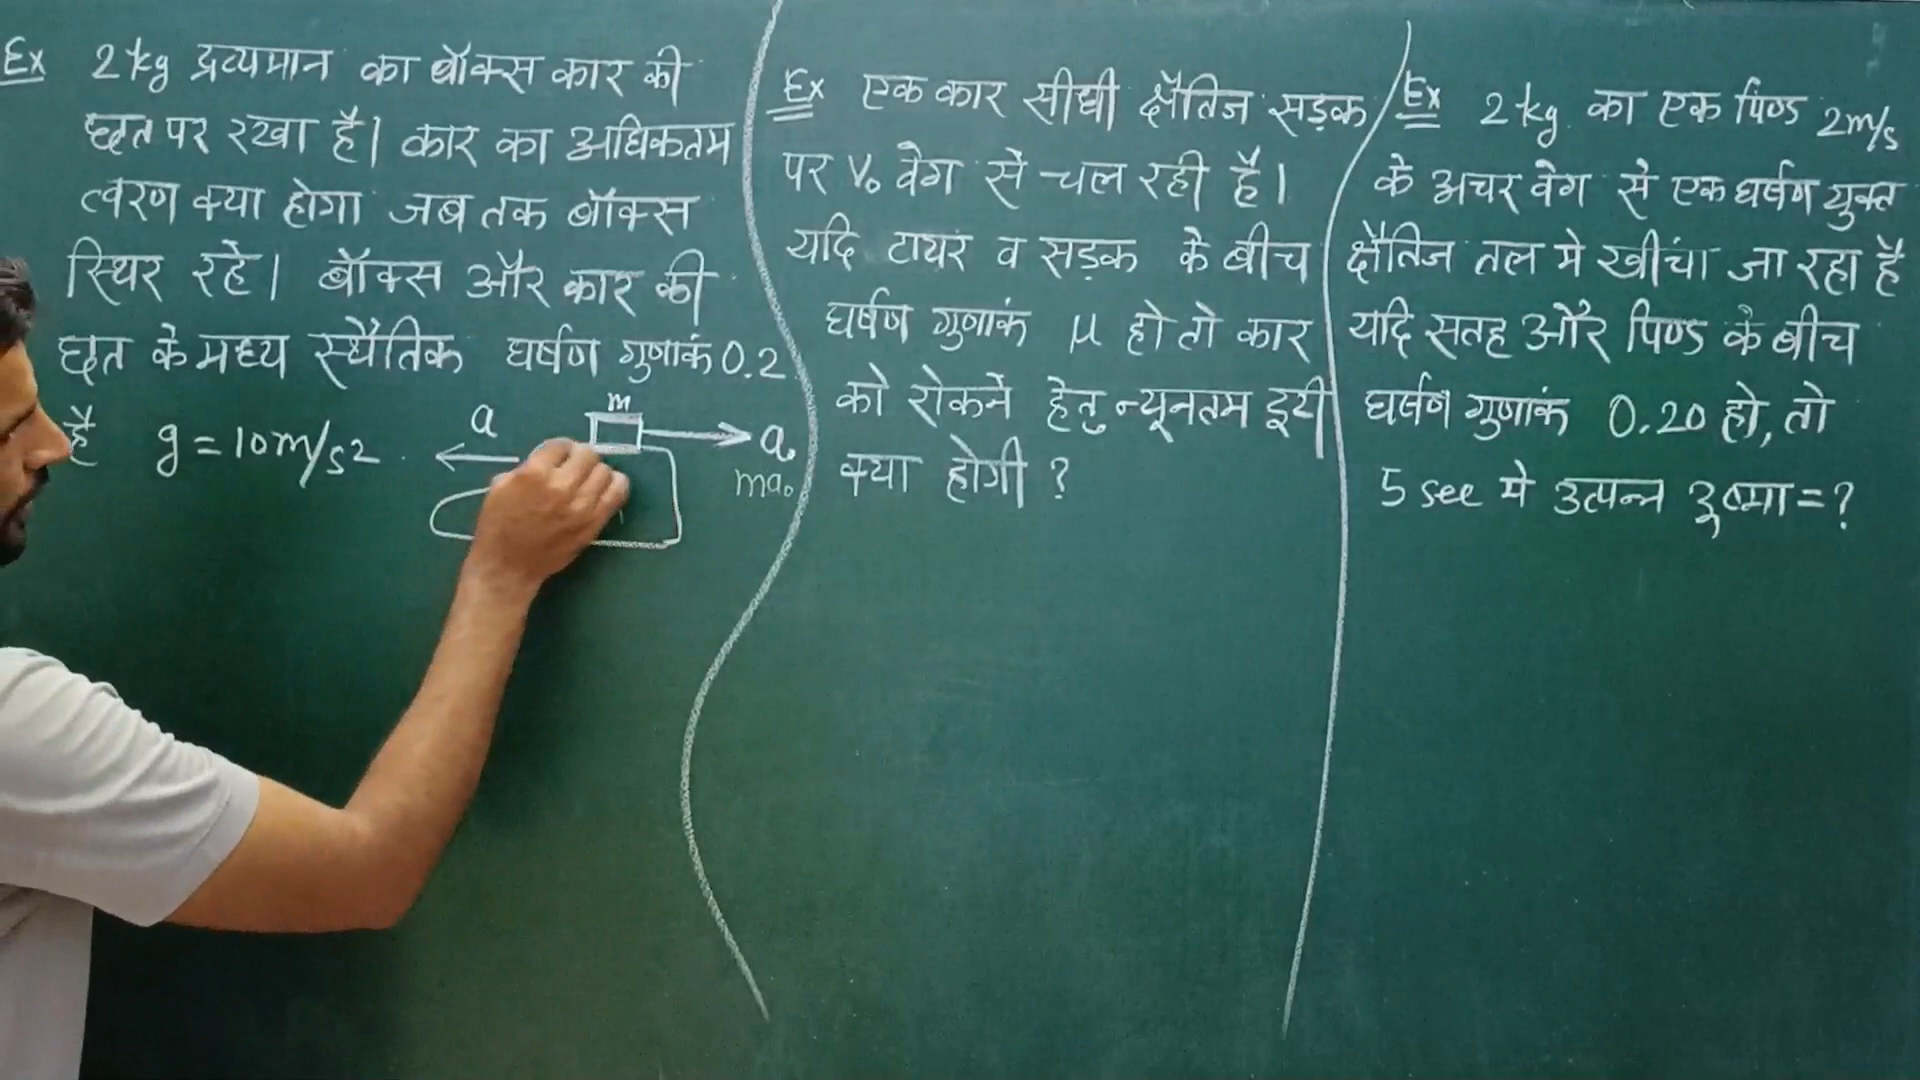 Ex 2kg द्रव्यमान का बॉक्स कार की
छत पर रखा है। कार का अधिकतम
त्वरण क्या होगा जब तक बॉक्स
स्थिर रहे। बॉक्स और कार की
छत के मध्य स्थैतिक घर्षण गुणांक 0.2
है g = 10m/s2
a
m
a₀
ma₀
Ex एक कार सीधी क्षैतिज सड़क
पर V₀ वेग से चल रही है।
यदि टायर व सड़क के बीच
घर्षण गुणांक μ हो तो कार
को रोकने हेतु न्यूनतम दूरी
क्या होगी ?
Ex 2kg का एक पिण्ड 2m/s
के अचर वेग से एक घर्षण युक्त
क्षैतिज तल मे खींचा जा रहा है
यदि सतह और पिण्ड के बीच
घर्षण गुणांक 0.20 हो, तो
5 sec मे उत्पन्न ऊष्मा = ?